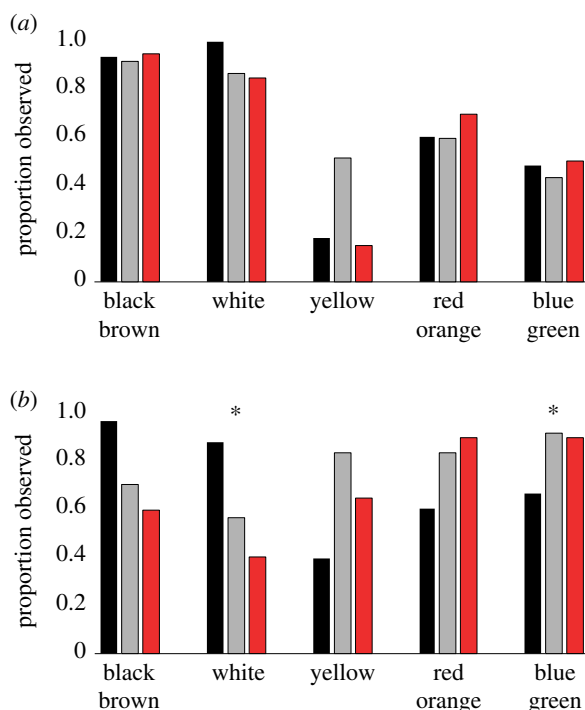 (a)
proportion observed
1.0
0.8
0.6
0.4
0.2
0
black white yellow red blue
brown orange green
(b)
* *
proportion observed
1.0
0.8
0.6
0.4
0.2
0
black white yellow red blue
brown orange green